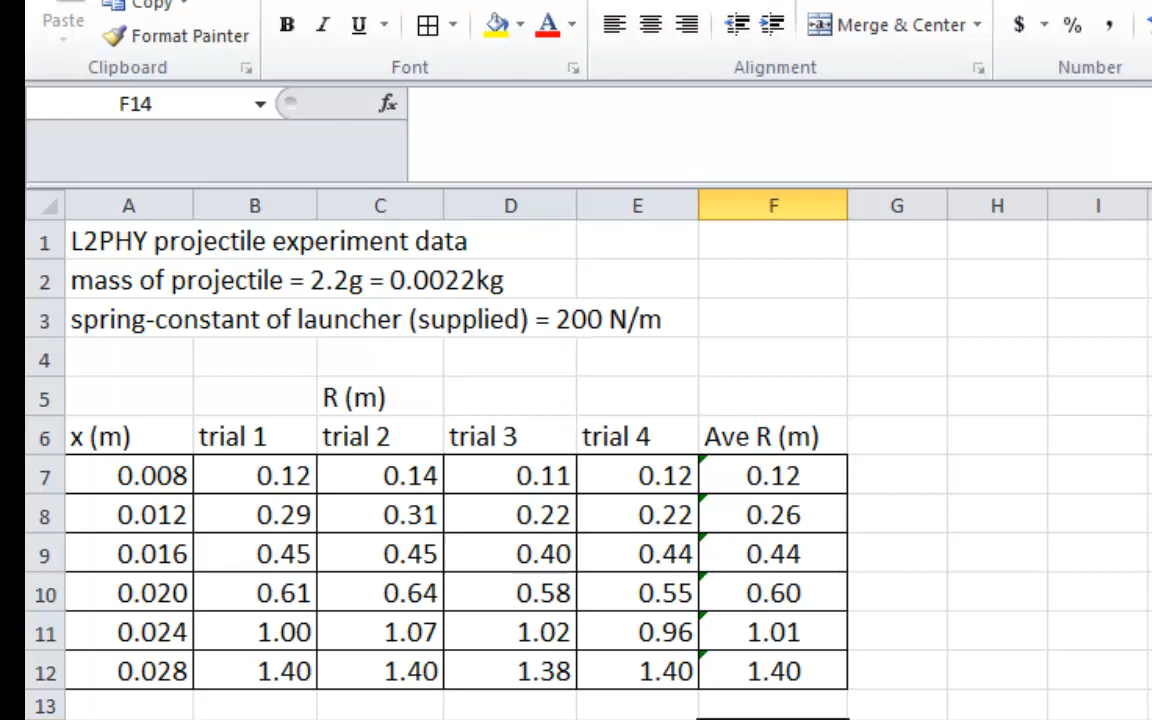 Copy
Paste
Format Painter
B I U A Merge & Center $ % ,
Clipboard Font Alignment Number
F14 fx
A B C D E F G H I
1 L2PHY projectile experiment data
2 mass of projectile = 2.2g = 0.0022kg
3 spring-constant of launcher (supplied) = 200 N/m
4
5 R (m)
6 x (m) trial 1 trial 2 trial 3 trial 4 Ave R (m)
7 0.008 0.12 0.14 0.11 0.12 0.12
8 0.012 0.29 0.31 0.22 0.22 0.26
9 0.016 0.45 0.45 0.40 0.44 0.44
10 0.020 0.61 0.64 0.58 0.55 0.60
11 0.024 1.00 1.07 1.02 0.96 1.01
12 0.028 1.40 1.40 1.38 1.40 1.40
13